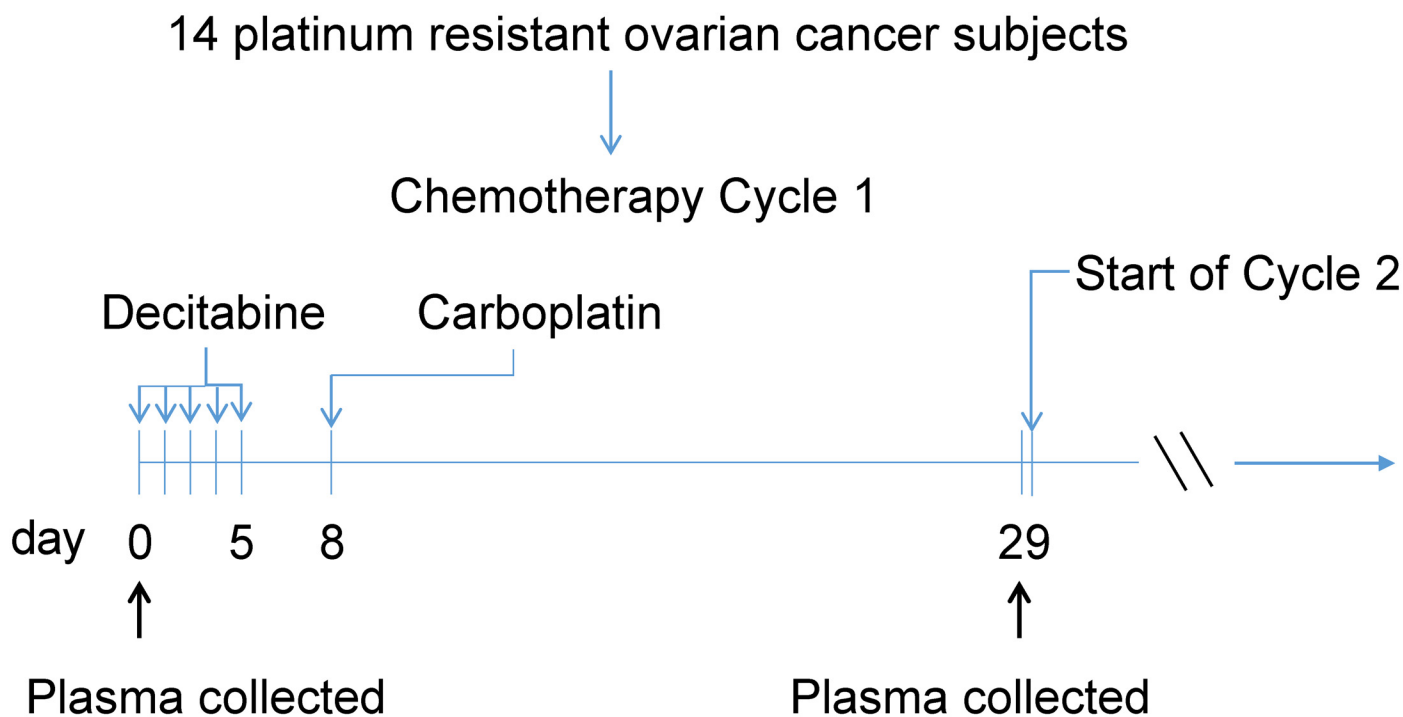 14 platinum resistant ovarian cancer subjects
Chemotherapy Cycle 1
Start of Cycle 2
Decitabine Carboplatin
day 0 5 8 29
Plasma collected Plasma collected